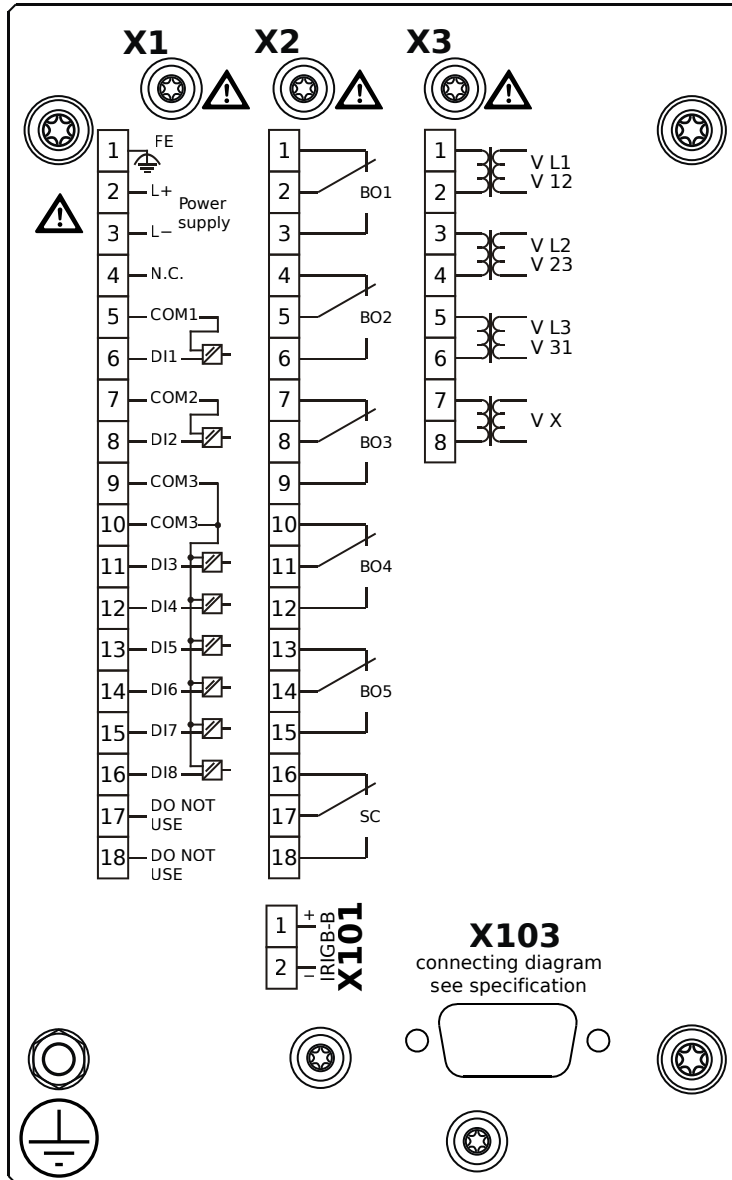 X1
X2
X3
!
!
!
!
1 FE
2 L+
Power
supply
3 L−
4 N.C.
5 COM1
6 DI1
7 COM2
8 DI2
9 COM3
10 COM3
11 DI3
12 DI4
13 DI5
14 DI6
15 DI7
16 DI8
17 DO NOT
USE
18 DO NOT
USE
1
2 BO1
3
4
5 BO2
6
7
8 BO3
9
10
11 BO4
12
13
14 BO5
15
16
17 SC
18
1 V L1
2 V 12
3 V L2
4 V 23
5 V L3
6 V 31
7 V X
8
1 +
2 −
IRIGB-B
X101
X103
connecting diagram
see specification